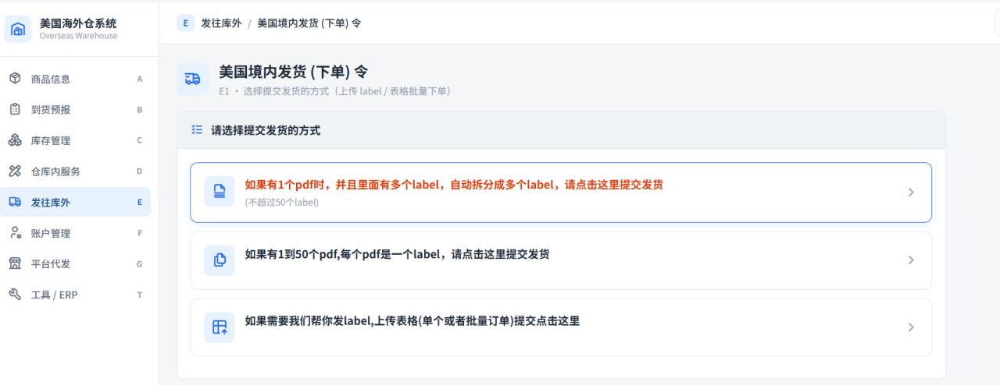 美国海外仓系统
Overseas Warehouse
商品信息 A
到货预报 B
库存管理 C
仓库内服务 D
发往库外 E
账户管理 F
平台代发 G
工具 / ERP T
E 发往库外 / 美国境内发货 (下单) 令
美国境内发货 (下单) 令
E1 • 选择提交发货的方式（上传 label / 表格批量下单）
请选择提交发货的方式
如果有1个pdf时，并且里面有多个label，自动拆分成多个label，请点击这里提交发货
(不超过50个label)
如果有1到50个pdf,每个pdf是一个label，请点击这里提交发货
如果需要我们帮你发label,上传表格(单个或者批量订单)提交点击这里